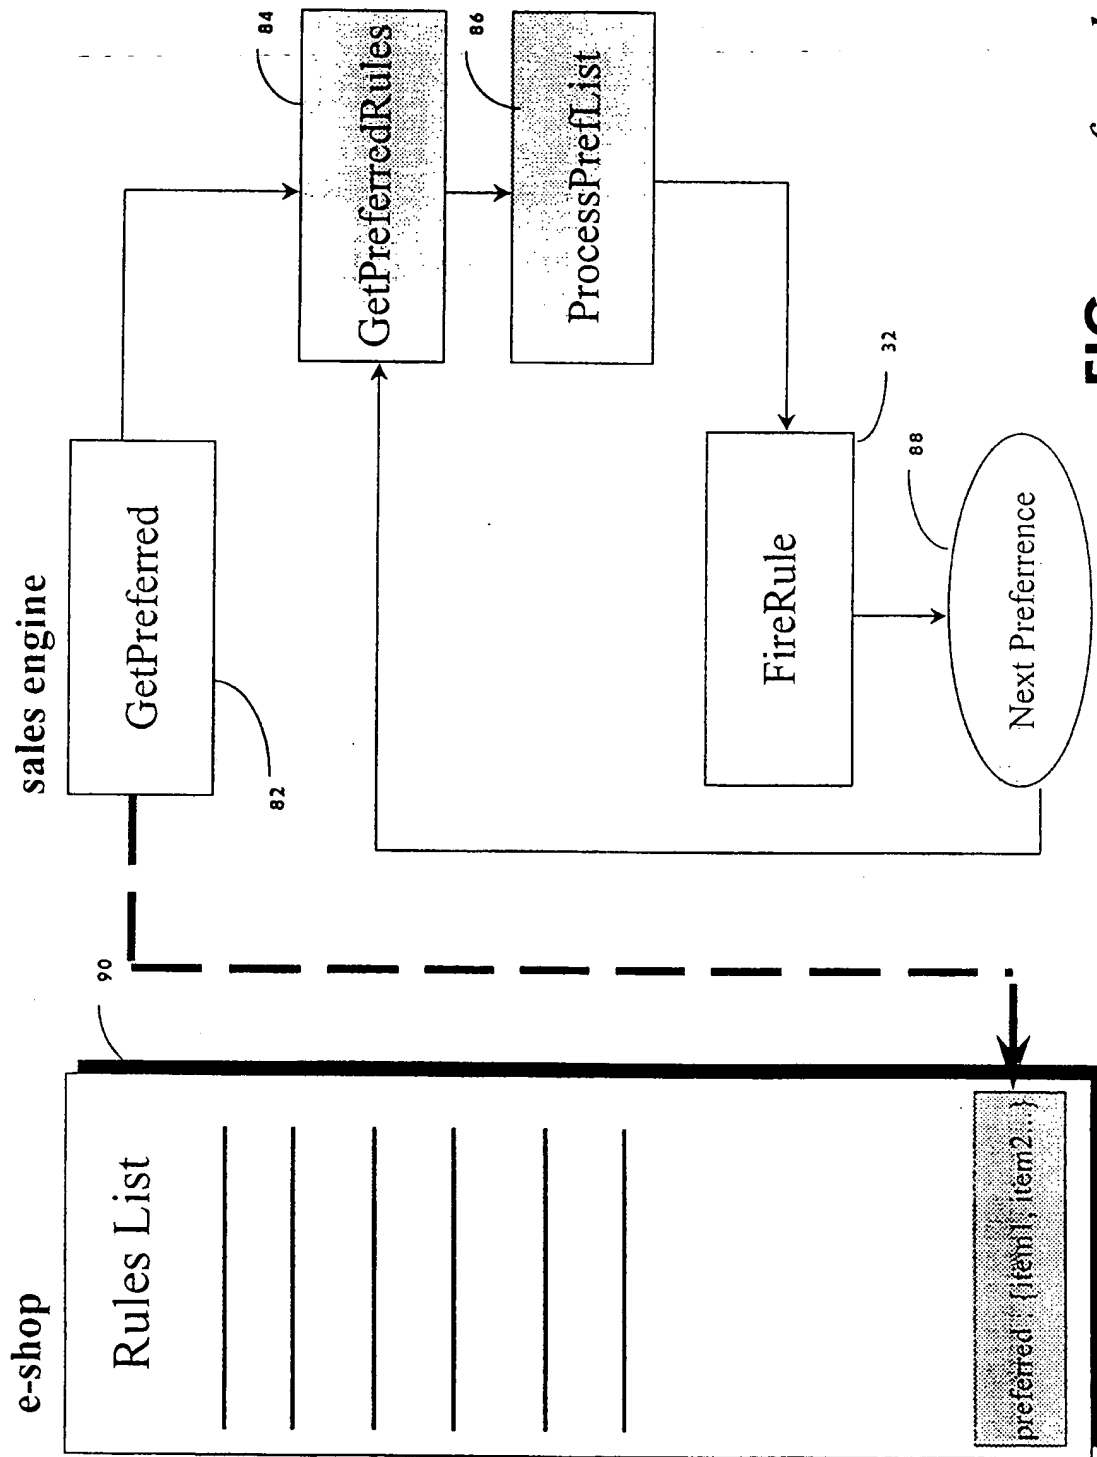 e-shop
Rules List
preferred : {item1, item2...}
90
sales engine
GetPreferred
82
GetPreferredRules
84
ProcessPrefList
86
FireRule
32
Next Preferrence
88